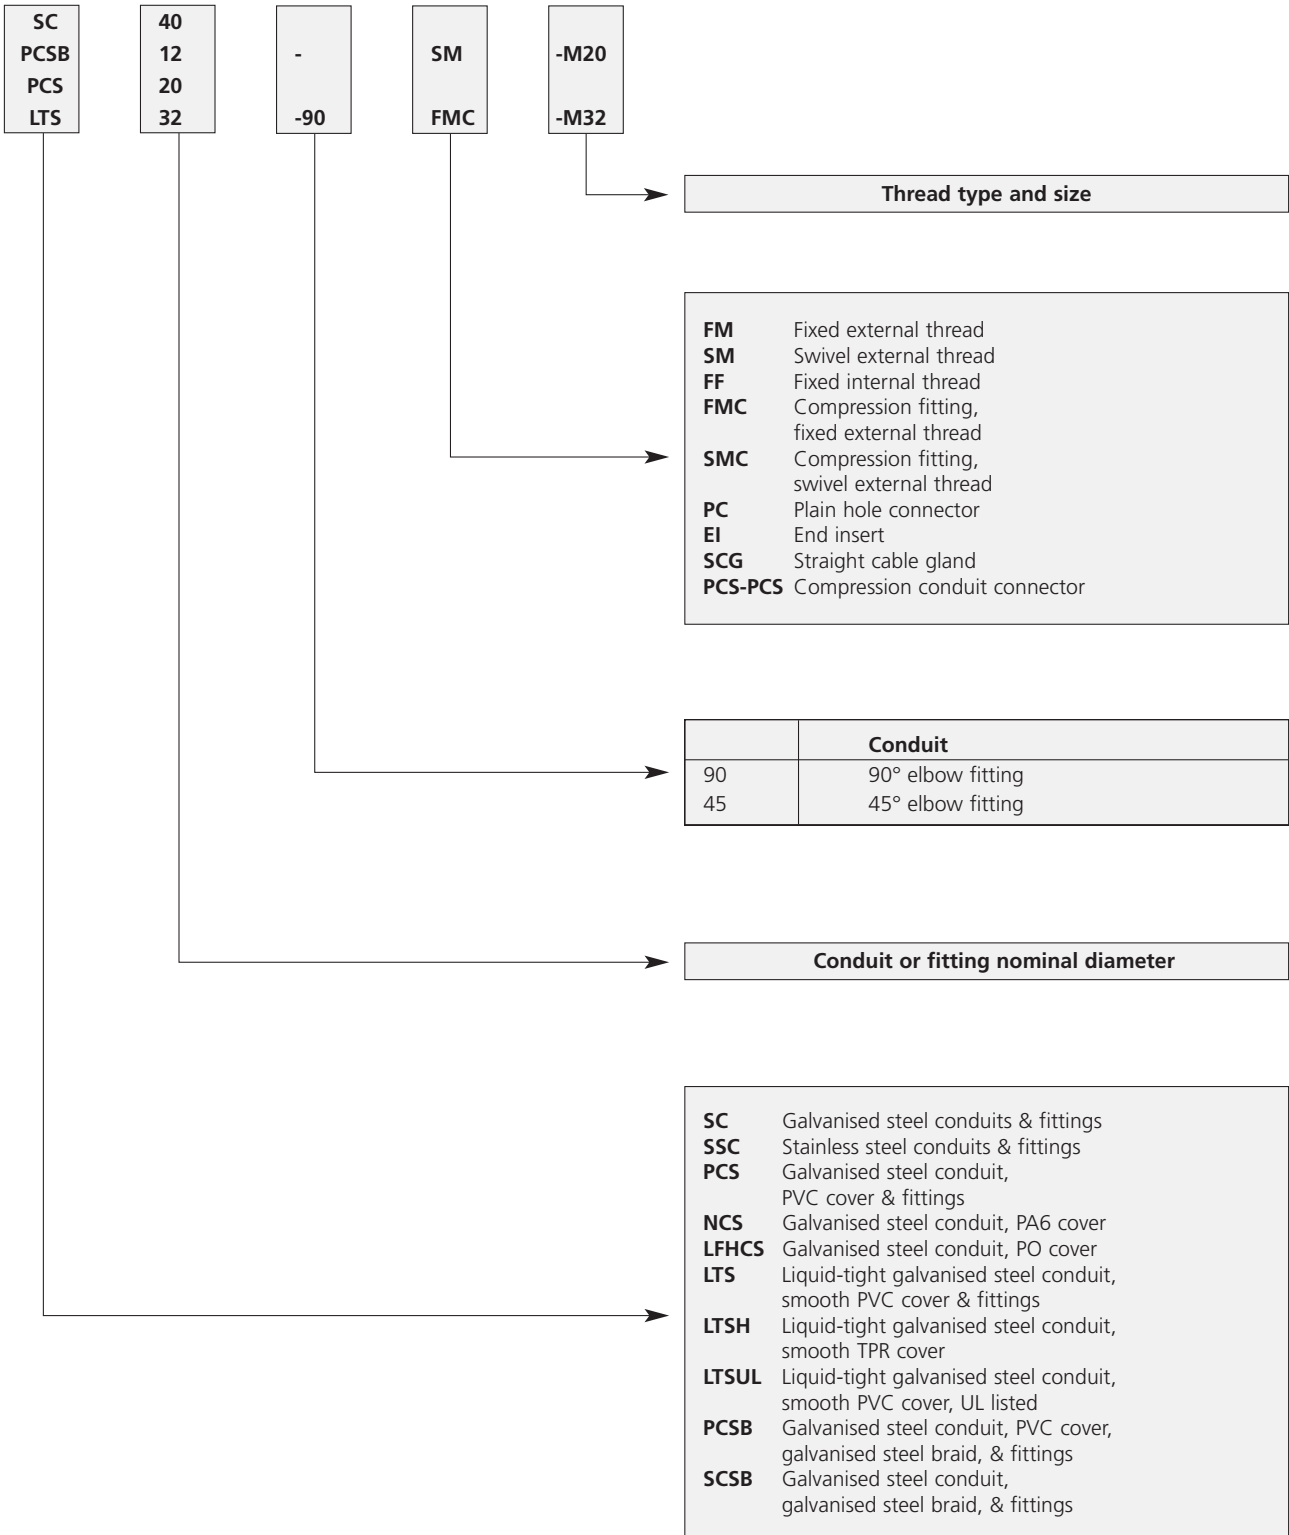 SC 40
PCSB 12 - SM -M20
PCS 20
LTS 32 -90 FMC -M32
Thread type and size
FM Fixed external thread
SM Swivel external thread
FF Fixed internal thread
FMC Compression fitting,
fixed external thread
SMC Compression fitting,
swivel external thread
PC Plain hole connector
EI End insert
SCG Straight cable gland
PCS-PCS Compression conduit connector
Conduit
90 90° elbow fitting
45 45° elbow fitting
Conduit or fitting nominal diameter
SC Galvanised steel conduits & fittings
SSC Stainless steel conduits & fittings
PCS Galvanised steel conduit,
PVC cover & fittings
NCS Galvanised steel conduit, PA6 cover
LFHCS Galvanised steel conduit, PO cover
LTS Liquid-tight galvanised steel conduit,
smooth PVC cover & fittings
LTSH Liquid-tight galvanised steel conduit,
smooth TPR cover
LTSUL Liquid-tight galvanised steel conduit,
smooth PVC cover, UL listed
PCSB Galvanised steel conduit, PVC cover,
galvanised steel braid, & fittings
SCSB Galvanised steel conduit,
galvanised steel braid, & fittings